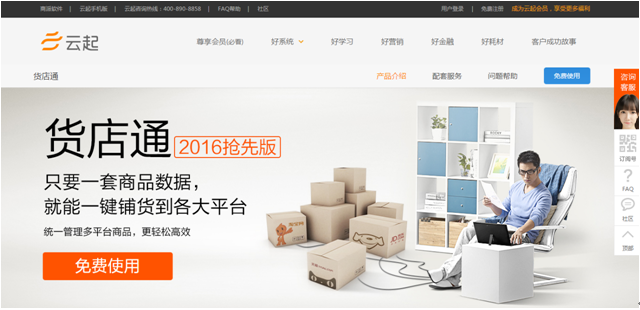 商派软件 | 云起手机版 | 云起咨询热线：400-890-8858 | FAQ帮助 | 社区
用户登录 | 免费注册 成为云起会员，享受更多福利
云起 尊享会员(必看) 好系统 好学习 好营销 好金融 好耗材 客户成功故事
货店通 产品介绍 配套服务 问题帮助 免费使用
咨询
客服
订阅号
FAQ
社区
顶部
货店通 2016抢先版
只要一套商品数据，
就能一键铺货到各大平台
统一管理多平台商品，更轻松高效
免费使用